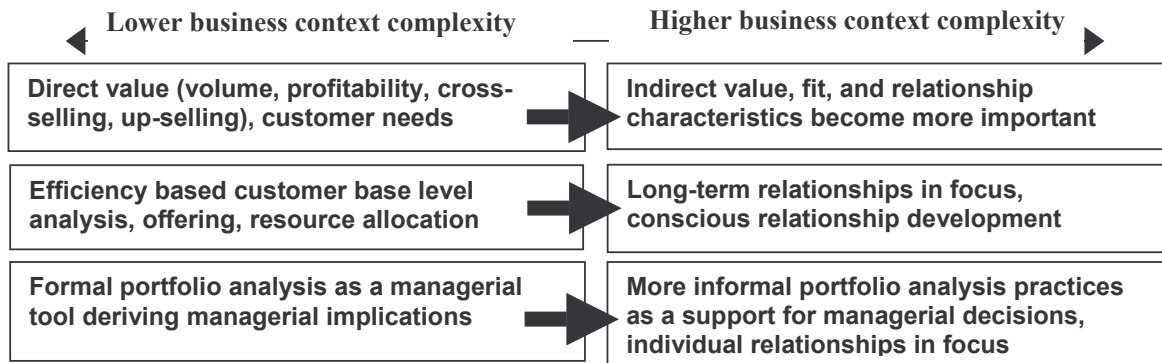 Lower business context complexity
Higher business context complexity
Direct value (volume, profitability, cross-
selling, up-selling), customer needs
Indirect value, fit, and relationship
characteristics become more important
Efficiency based customer base level
analysis, offering, resource allocation
Long-term relationships in focus,
conscious relationship development
Formal portfolio analysis as a managerial
tool deriving managerial implications
More informal portfolio analysis practices
as a support for managerial decisions,
individual relationships in focus